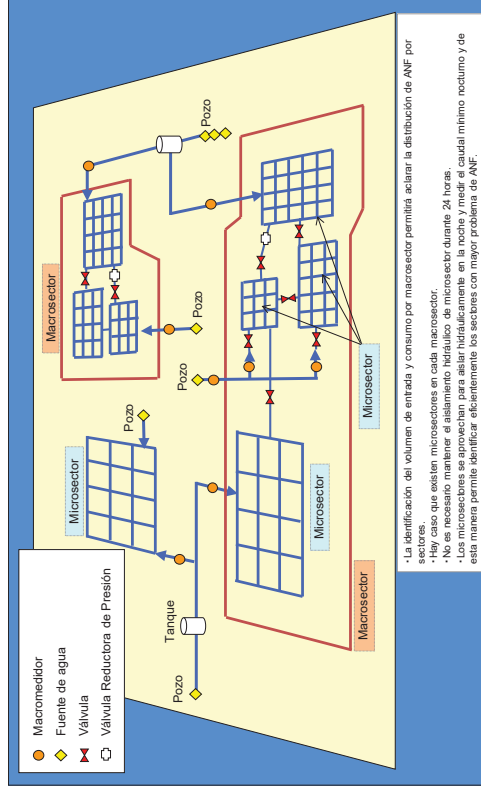 Macromedidor
Fuente de agua
Válvula
Válvula Reductora de Presión
Pozo
Tanque
Microsector
Pozo
Microsector
Macrosector
Macrosector
Pozo
Pozo
Pozo
Microsector
・La identificación del volumen de entrada y consumo por macrosector permitirá aclarar la distribución de ANF por
sectores.
・Hay caso que existen microsectores en cada macrosector.
・No es necesario mantener el aislamiento hidráulico de microsector durante 24 horas.
・Los microsectores se aprovechan para aislar hidráulicamente en la noche y medir el caudal mínimo nocturno y de
esta manera permite identificar eficientemente los sectores con mayor problema de ANF.